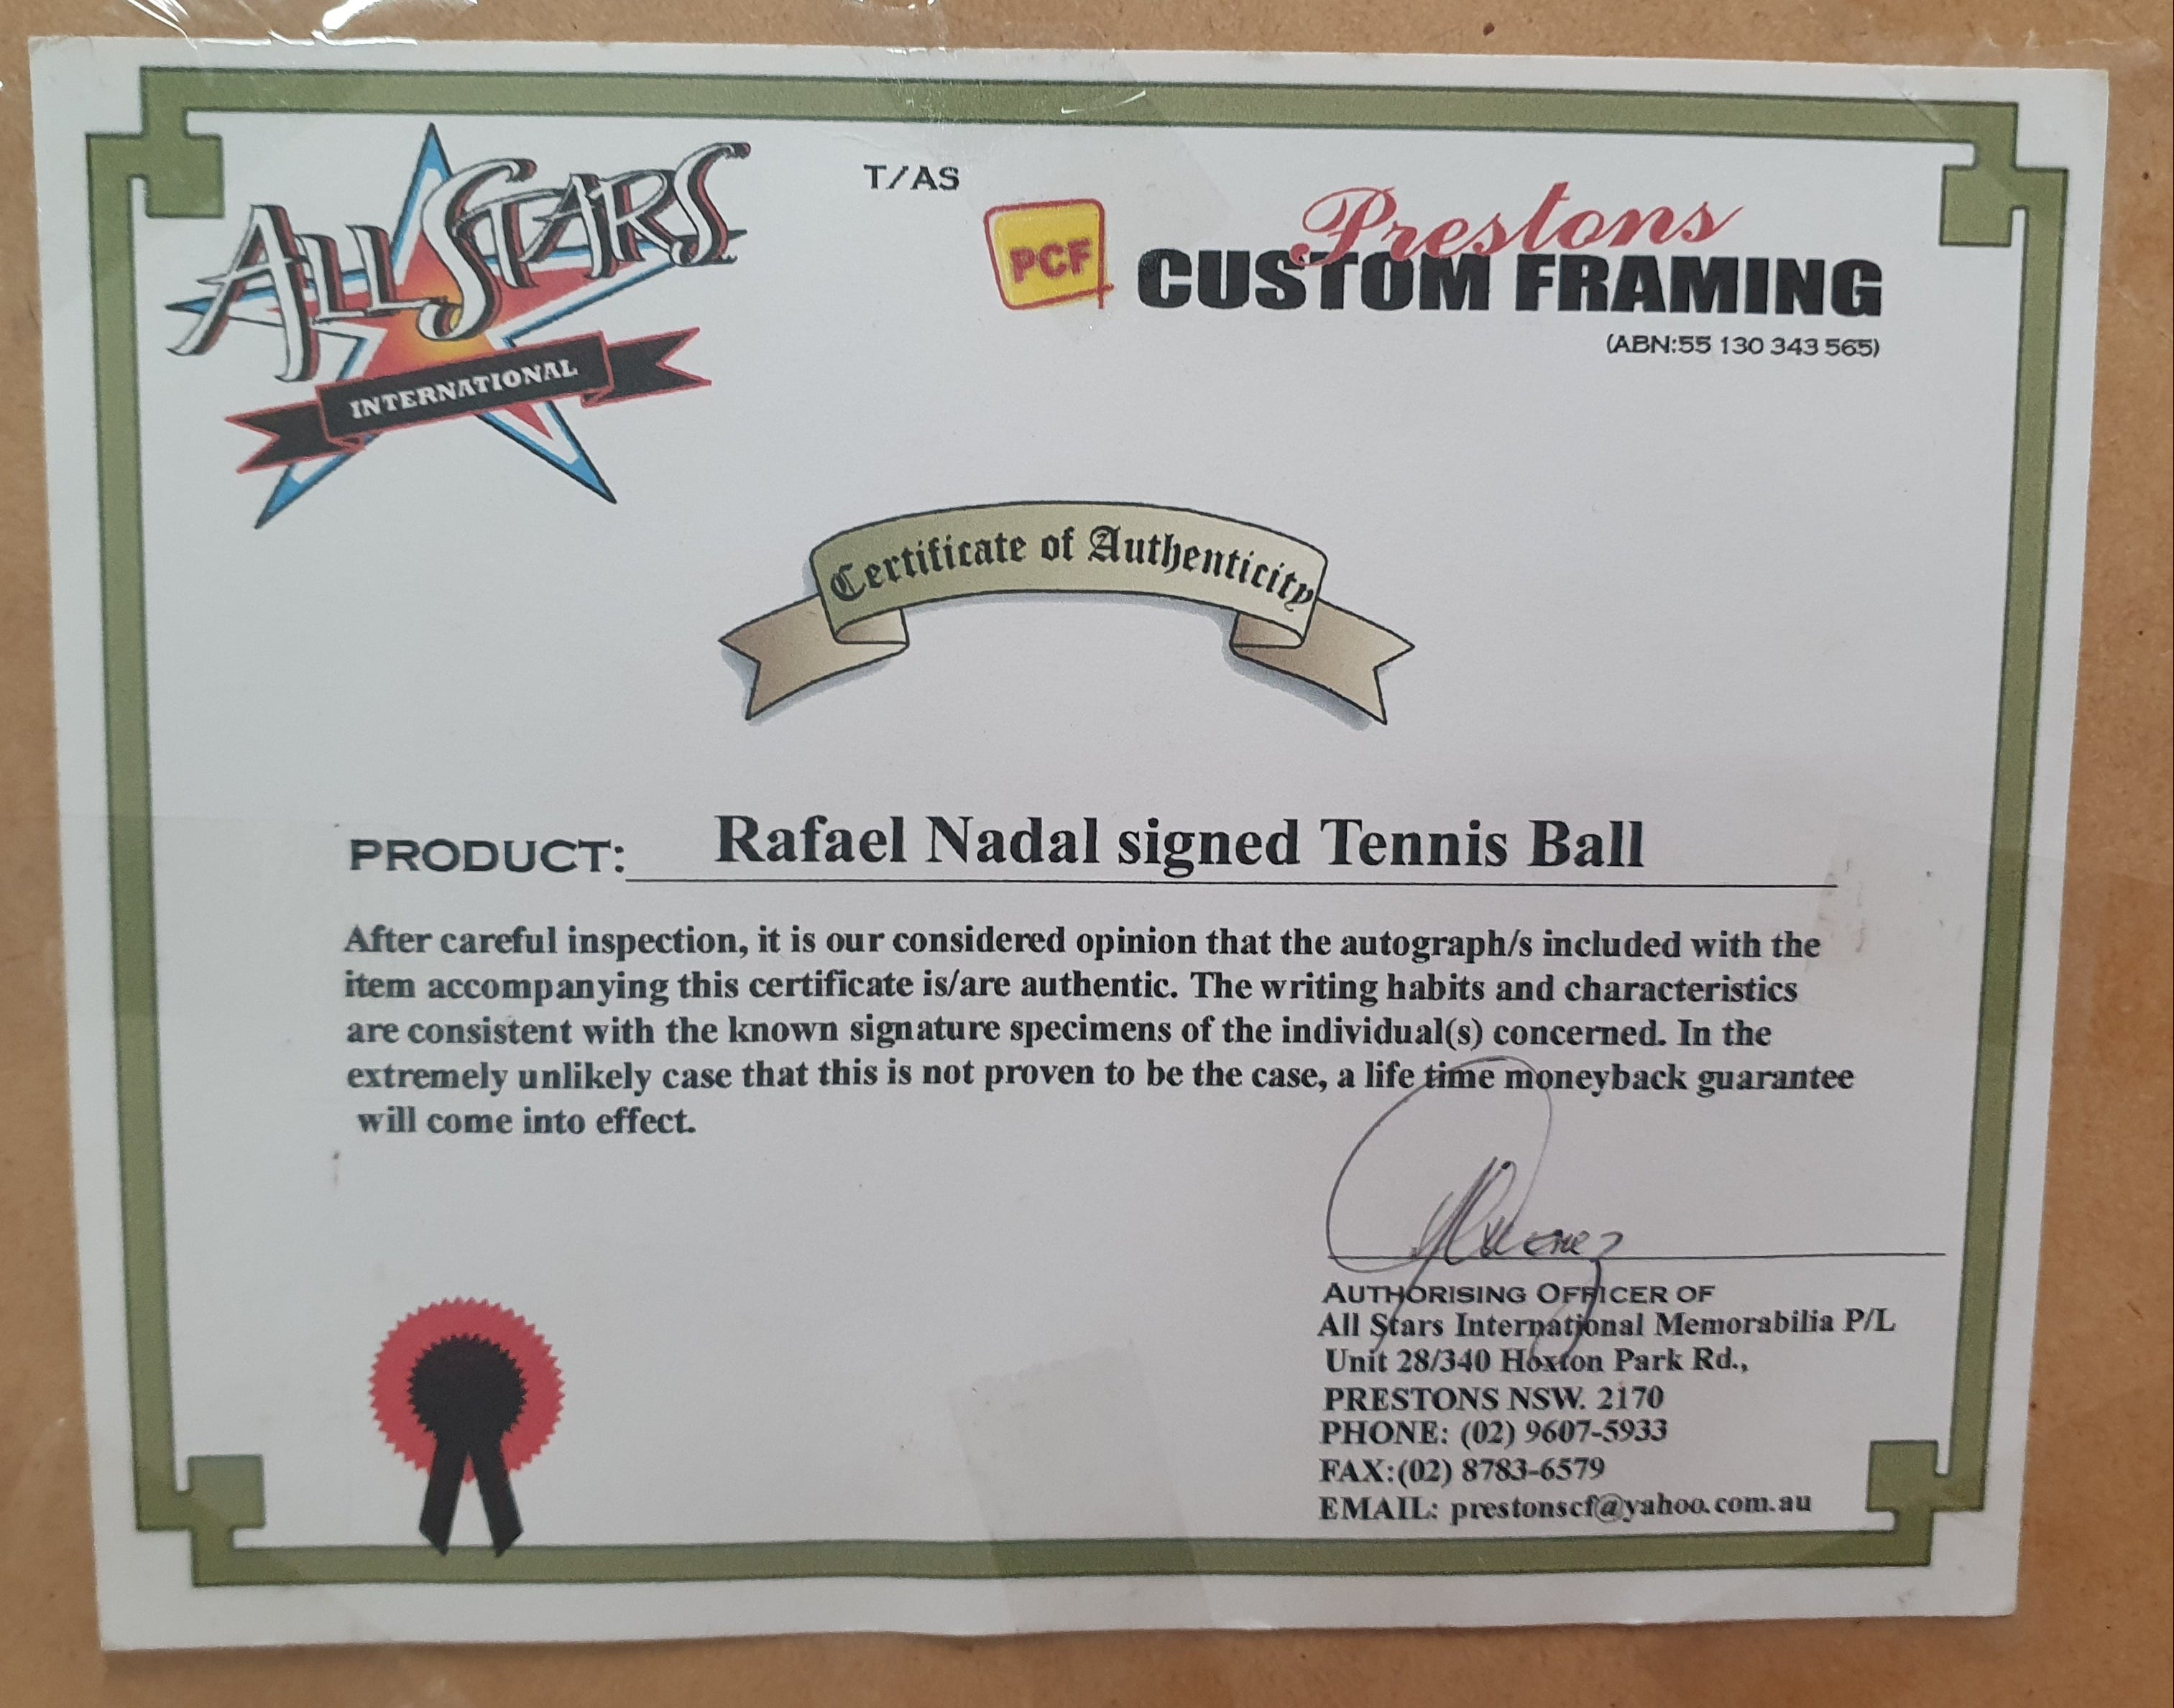 ALL STARS
INTERNATIONAL
T/AS
PCF
Prestons
CUSTOM FRAMING
(ABN:55 130 343 565)
Certificate of Authenticity
PRODUCT: Rafael Nadal signed Tennis Ball
After careful inspection, it is our considered opinion that the autograph/s included with the
item accompanying this certificate is/are authentic. The writing habits and characteristics
are consistent with the known signature specimens of the individual(s) concerned. In the
extremely unlikely case that this is not proven to be the case, a life time moneyback guarantee
will come into effect.
AUTHORISING OFFICER OF
All Stars International Memorabilia P/L
Unit 28/340 Hoxton Park Rd.,
PRESTONS NSW. 2170
PHONE: (02) 9607-5933
FAX:(02) 8783-6579
EMAIL: prestonscf@yahoo.com.au